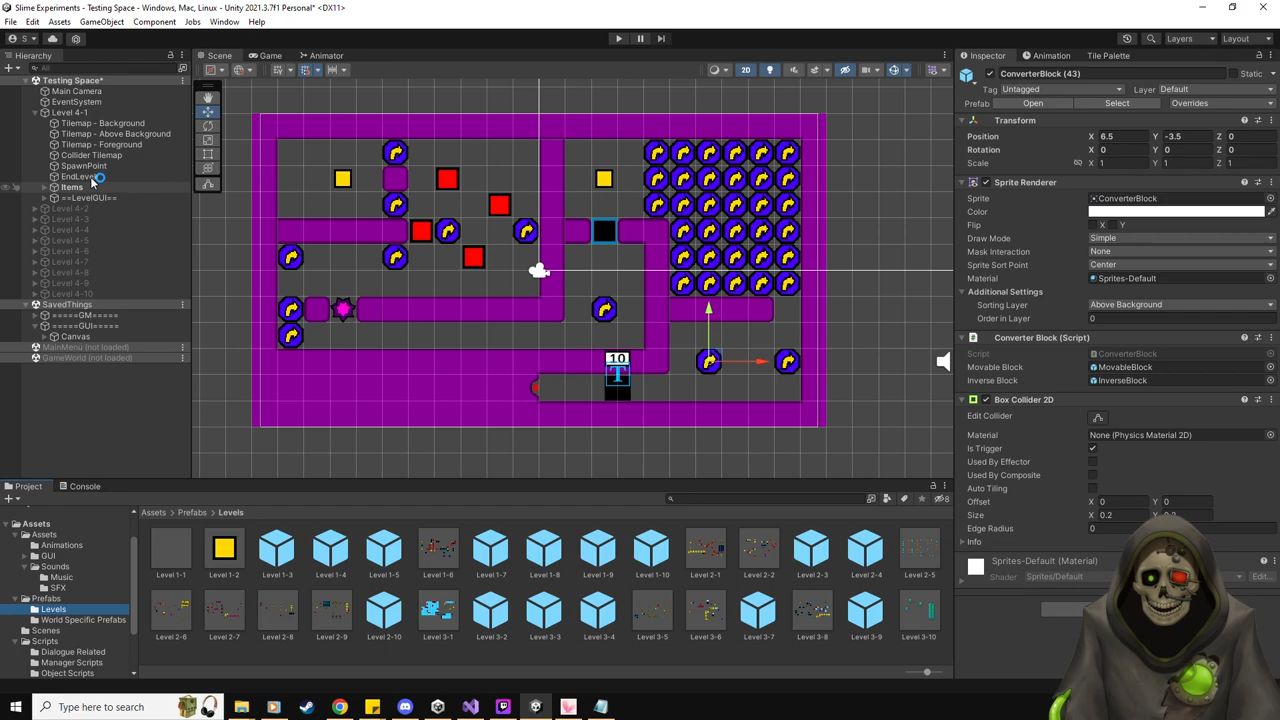 Slime Experiments - Testing Space - Windows, Mac, Linux - Unity 2021.3.7f1 Personal* <DX11>
File Edit Assets GameObject Component Jobs Window Help
S Layers Layout
Hierarchy Scene Game Animator Inspector Animation Tile Palette
All
Testing Space*
Main Camera
EventSystem
Level 4-1
Tilemap - Background
Tilemap - Above Background
Tilemap - Foreground
Collider Tilemap
SpawnPoint
EndLevel
Items
==LevelGUI==
Level 4-2
Level 4-3
Level 4-4
Level 4-5
Level 4-6
Level 4-7
Level 4-8
Level 4-9
Level 4-10
SavedThings
=====GM=====
=====GUI=====
Canvas
MainMenu (not loaded)
GameWorld (not loaded)
2D
10
T
ConverterBlock (43) Static
Tag Untagged Layer Default
Prefab Open Select Overrides
Transform
Position X 6.5 Y -3.5 Z 0
Rotation X 0 Y 0 Z 0
Scale X 1 Y 1 Z 1
Sprite Renderer
Sprite ConverterBlock
Color
Flip X Y
Draw Mode Simple
Mask Interaction None
Sprite Sort Point Center
Material Sprites-Default
Additional Settings
Sorting Layer Above Background
Order in Layer 0
Converter Block (Script)
Script ConverterBlock
Movable Block MovableBlock
Inverse Block InverseBlock
Box Collider 2D
Edit Collider
Material None (Physics Material 2D)
Is Trigger
Used By Effector
Used By Composite
Auto Tiling
Offset X 0 Y 0
Size X 0.2 Y
Edge Radius 0
Info
Sprites-Default (Material)
Shader Sprites/Default Edit...
Project Console
8
Assets
Assets
Animations
GUI
Sounds
Music
SFX
Prefabs
Levels
World Specific Prefabs
Scenes
Scripts
Dialogue Related
Manager Scripts
Object Scripts
Assets > Prefabs > Levels
Level 1-1 Level 1-2 Level 1-3 Level 1-4 Level 1-5 Level 1-6 Level 1-7 Level 1-8 Level 1-9 Level 1-10 Level 2-1 Level 2-2 Level 2-3 Level 2-4 Level 2-5
Level 2-6 Level 2-7 Level 2-8 Level 2-9 Level 2-10 Level 3-1 Level 3-2 Level 3-3 Level 3-4 Level 3-5 Level 3-6 Level 3-7 Level 3-8 Level 3-9 Level 3-10
Type here to search